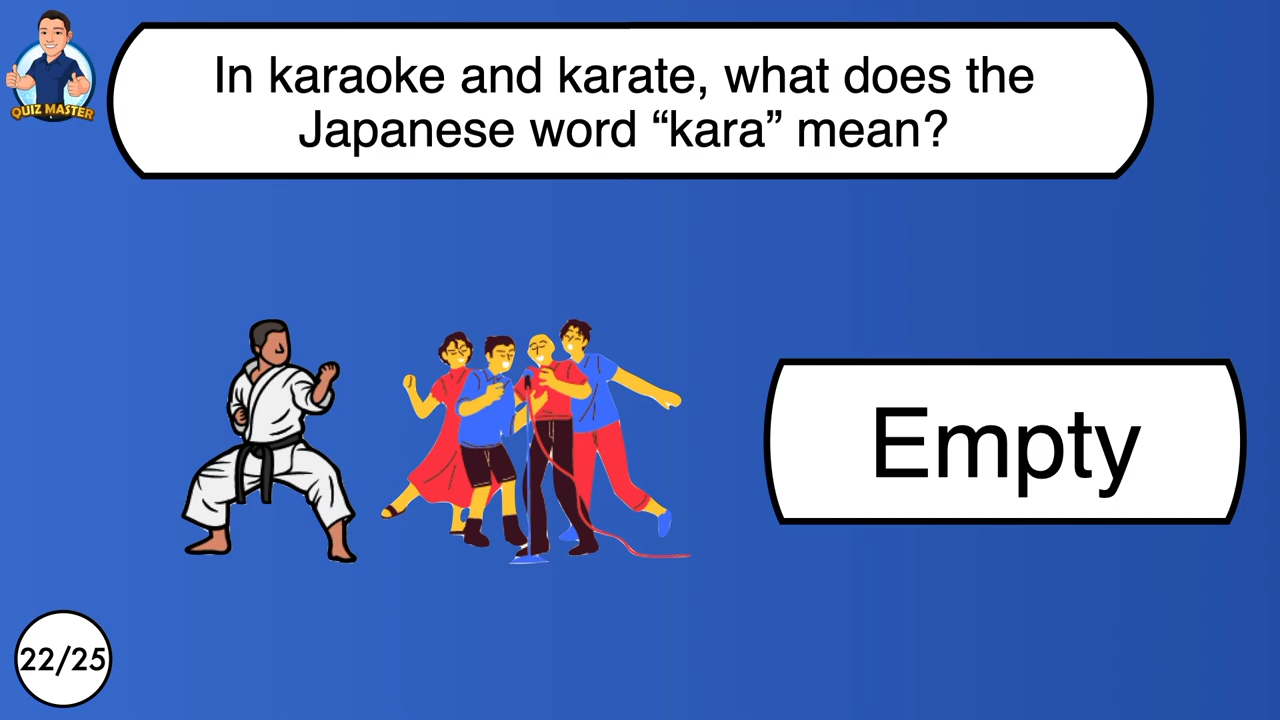 QUIZ MASTER
In karaoke and karate, what does the
Japanese word “kara” mean?
Empty
22/25